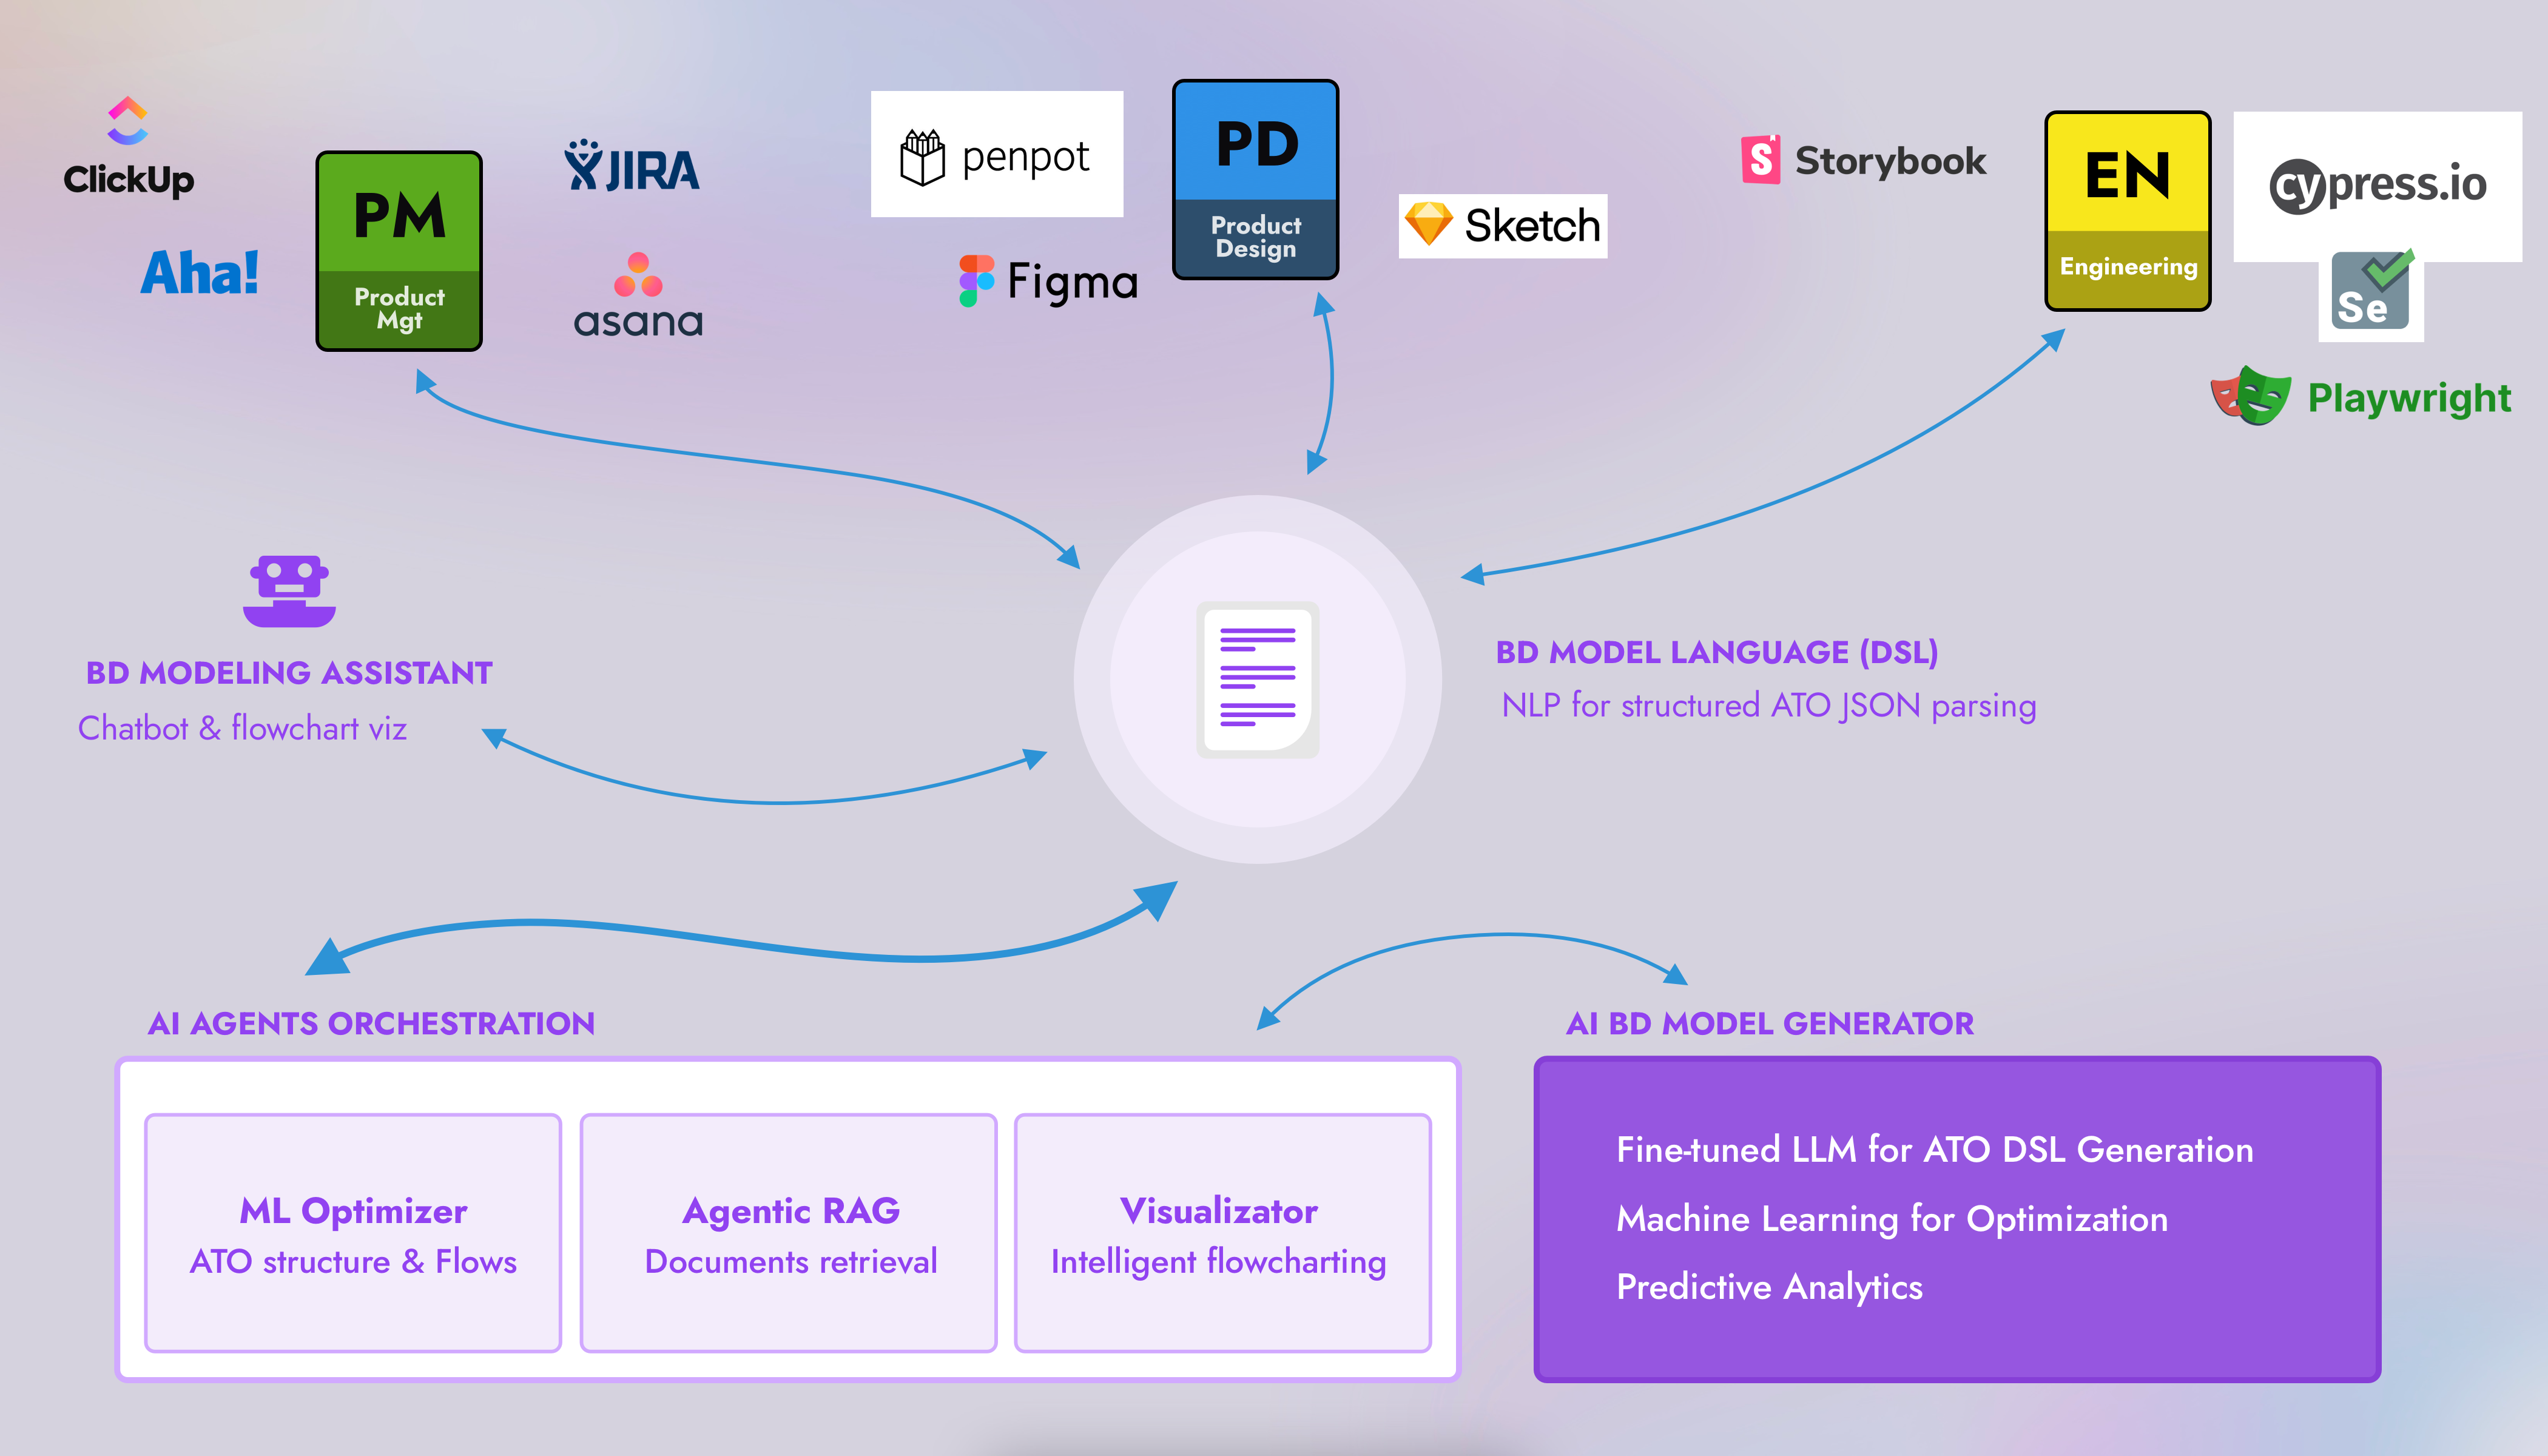 ClickUp
Aha!
PM
Product
Mgt
JIRA
asana
penpot
Figma
PD
Product
Design
Sketch
S Storybook
EN
Engineering
cypress.io
Se
Playwright
BD MODELING ASSISTANT
Chatbot & flowchart viz
BD MODEL LANGUAGE (DSL)
NLP for structured ATO JSON parsing
AI AGENTS ORCHESTRATION
ML Optimizer
ATO structure & Flows
Agentic RAG
Documents retrieval
Visualizator
Intelligent flowcharting
AI BD MODEL GENERATOR
Fine-tuned LLM for ATO DSL Generation
Machine Learning for Optimization
Predictive Analytics